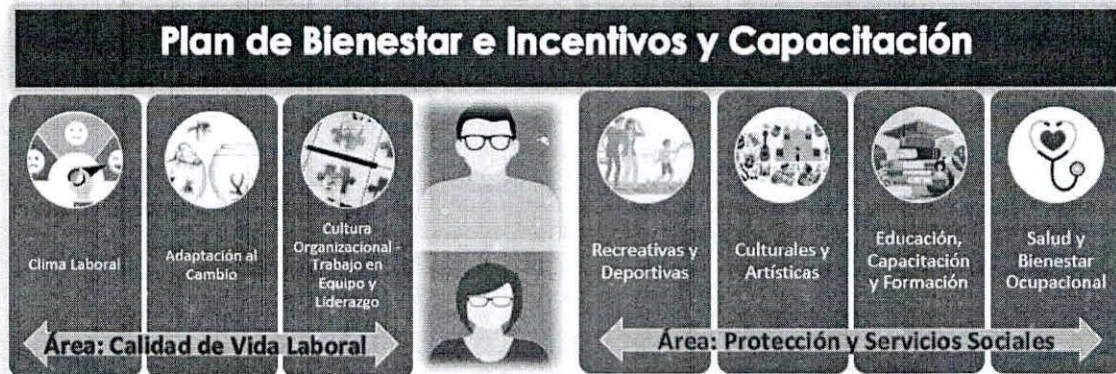 Plan de Bienestar e Incentivos y Capacitación
Clima Laboral
Adaptación al
Cambio
Cultura
Organizacional -
Trabajo en
Equipo y
Liderazgo
Área: Calidad de Vida Laboral
Recreativas y
Deportivas
Culturales y
Artísticas
Educación,
Capacitación
y Formación
Salud y
Bienestar
Ocupacional
Área: Protección y Servicios Sociales